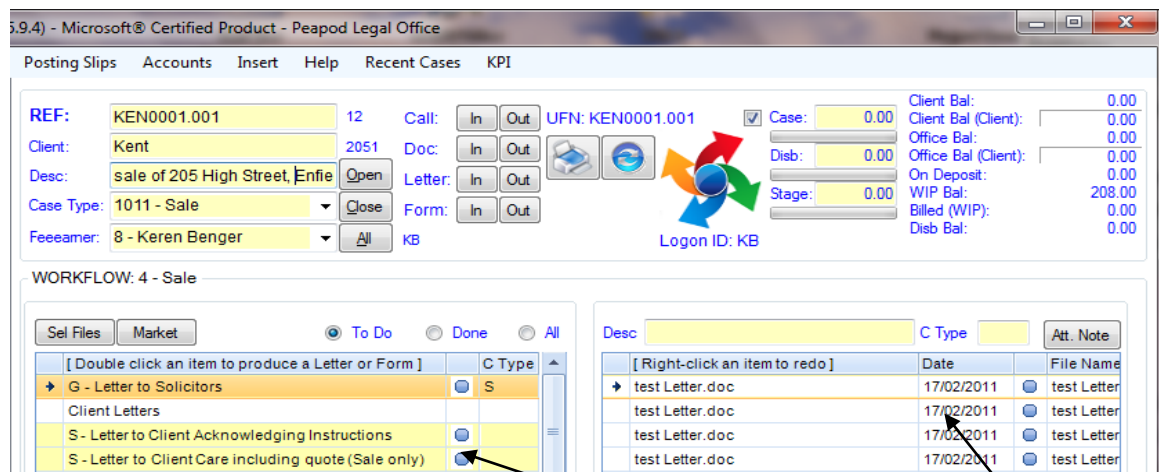 5.9.4) - Microsoft® Certified Product - Peapod Legal Office
Posting Slips Accounts Insert Help Recent Cases KPI
REF: KEN0001.001 12 Call: In Out UFN: KEN0001.001 Case: 0.00 Client Bal: 0.00
Client Bal (Client): 0.00
Client: Kent 2051 Doc: In Out Disb: 0.00 Office Bal: 0.00
Office Bal (Client): 0.00
Desc: sale of 205 High Street, Enfie Open Letter: In Out Stage: 0.00 On Deposit: 0.00
WIP Bal: 208.00
Case Type: 1011 - Sale Close Form: In Out Billed (WIP): 0.00
Disb Bal: 0.00
Feeearner: 8 - Keren Benger All KB Logon ID: KB
WORKFLOW: 4 - Sale
Sel Files Market To Do Done All Desc C Type Att. Note
[ Double click an item to produce a Letter or Form ] C Type [ Right-click an item to redo ] Date File Name
G - Letter to Solicitors S test Letter.doc 17/02/2011 test Letter
Client Letters test Letter.doc 17/02/2011 test Letter
S - Letter to Client Acknowledging Instructions test Letter.doc 17/02/2011 test Letter
S - Letter to Client Care including quote (Sale only) test Letter.doc 17/02/2011 test Letter